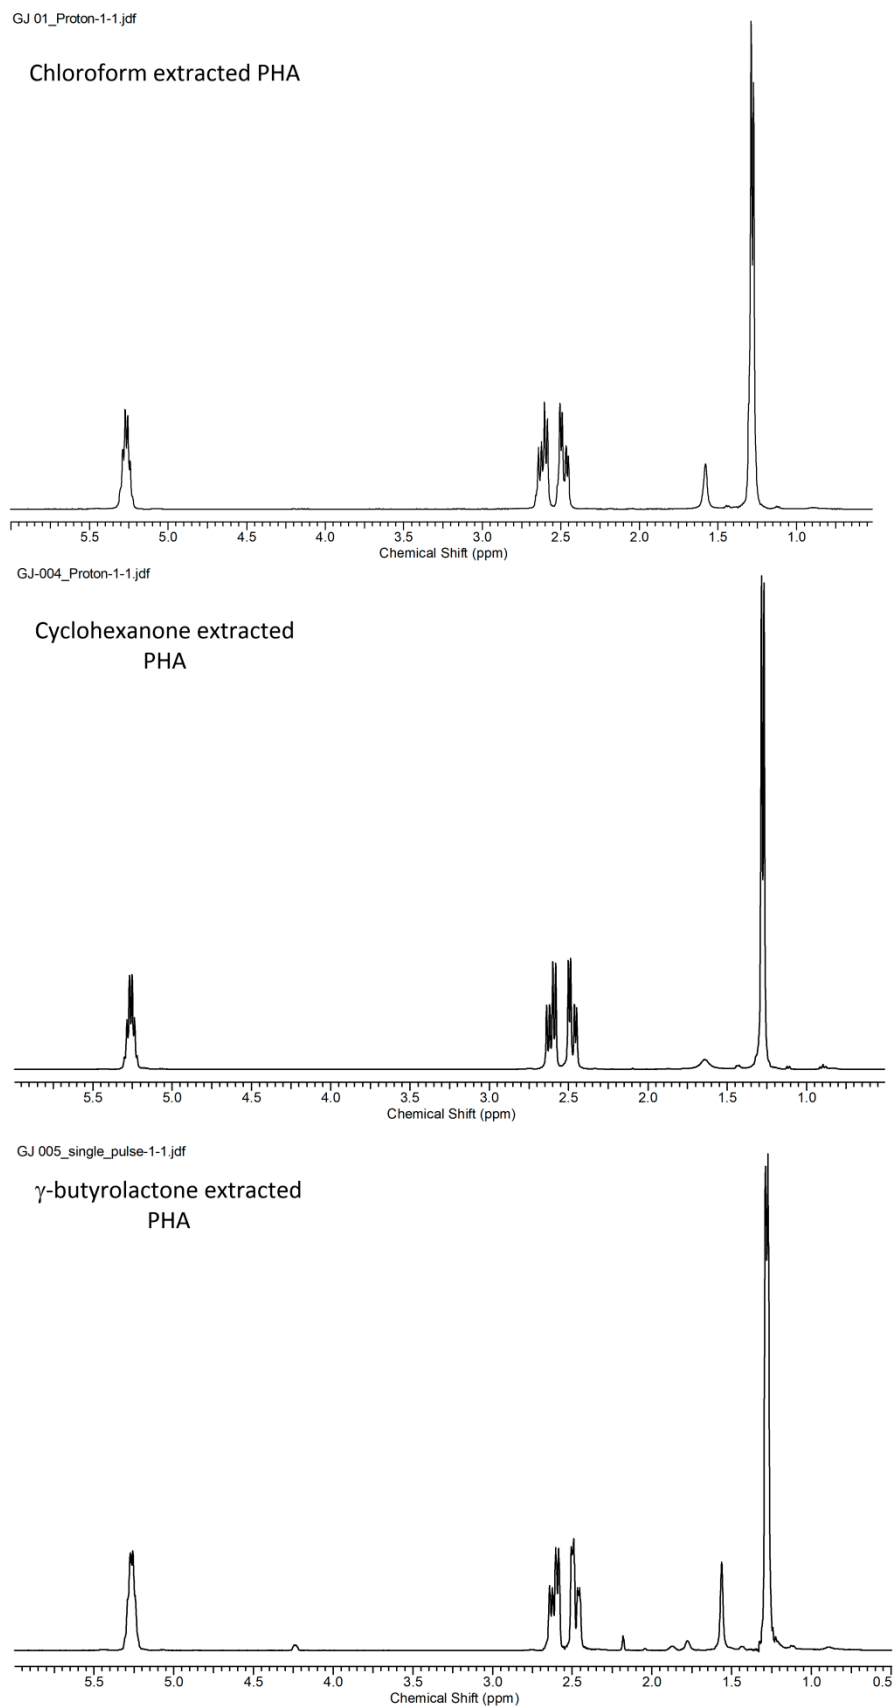 GJ 01_Proton-1-1.jdf
Chloroform extracted PHA
5.5 5.0 4.5 4.0 3.5 3.0 2.5 2.0 1.5 1.0
Chemical Shift (ppm)
GJ-004_Proton-1-1.jdf
Cyclohexanone extracted
PHA
5.5 5.0 4.5 4.0 3.5 3.0 2.5 2.0 1.5 1.0
Chemical Shift (ppm)
GJ 005_single_pulse-1-1.jdf
γ-butyrolactone extracted
PHA
5.5 5.0 4.5 4.0 3.5 3.0 2.5 2.0 1.5 1.0 0.5
Chemical Shift (ppm)